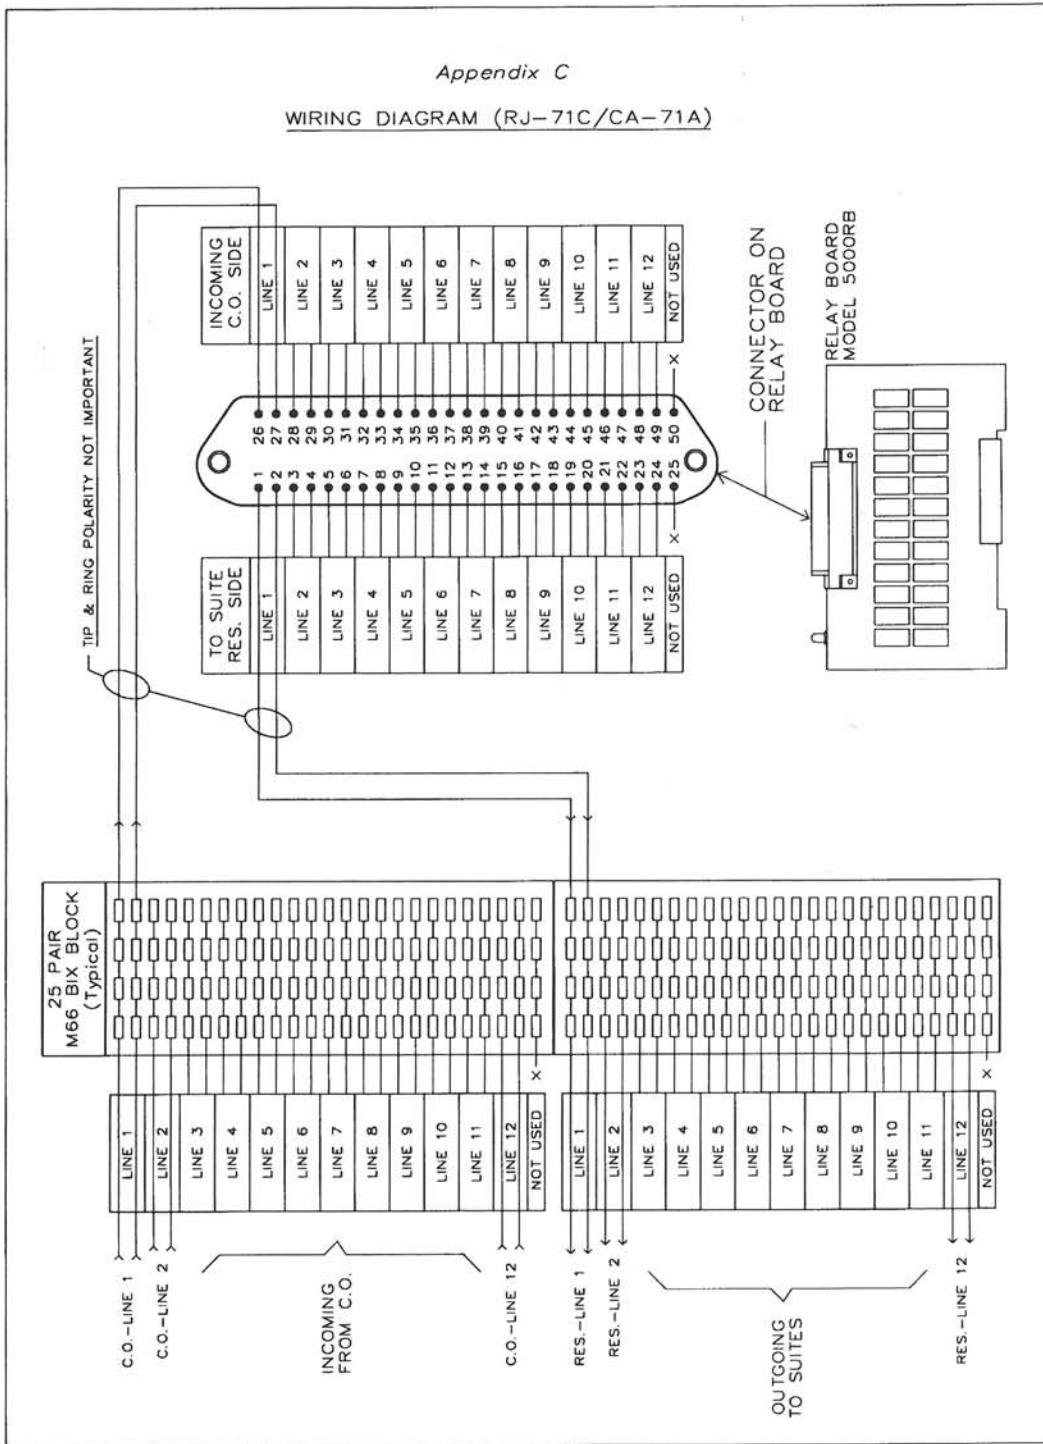 Appendix C
WIRING DIAGRAM (RJ-71C/CA-71A)
TIP & RING POLARITY NOT IMPORTANT
INCOMING
C.O. SIDE
LINE 1
LINE 2
LINE 3
LINE 4
LINE 5
LINE 6
LINE 7
LINE 8
LINE 9
LINE 10
LINE 11
LINE 12
NOT USED
X
26
27
28
29
30
31
32
33
34
35
36
37
38
39
40
41
42
43
44
45
46
47
48
49
50
1
2
3
4
5
6
7
8
9
10
11
12
13
14
15
16
17
18
19
20
21
22
23
24
25
X
TO SUITE
RES. SIDE
LINE 1
LINE 2
LINE 3
LINE 4
LINE 5
LINE 6
LINE 7
LINE 8
LINE 9
LINE 10
LINE 11
LINE 12
NOT USED
CONNECTOR ON
RELAY BOARD
RELAY BOARD
MODEL 5000RB
25 PAIR
M66 BIX BLOCK
(Typical)
LINE 1
LINE 2
LINE 3
LINE 4
LINE 5
LINE 6
LINE 7
LINE 8
LINE 9
LINE 10
LINE 11
LINE 12
NOT USED
X
LINE 1
LINE 2
LINE 3
LINE 4
LINE 5
LINE 6
LINE 7
LINE 8
LINE 9
LINE 10
LINE 11
LINE 12
NOT USED
X
C.O.-LINE 1
C.O.-LINE 2
INCOMING
FROM C.O.
C.O.-LINE 12
RES.-LINE 1
RES.-LINE 2
OUTGOING
TO SUITES
RES.-LINE 12